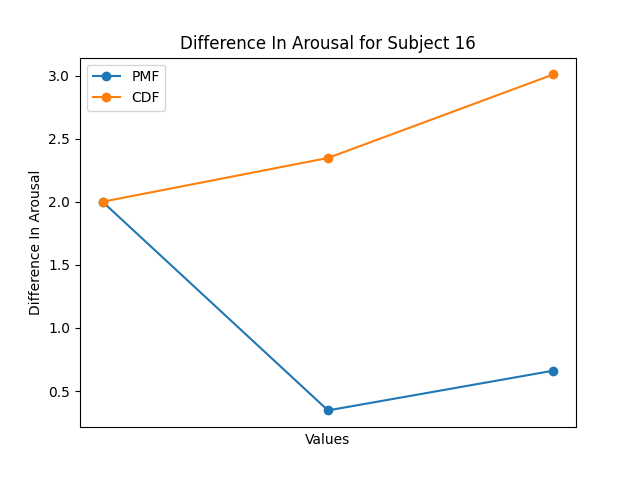 Difference In Arousal for Subject 16
PMF
CDF
3.0
2.5
2.0
1.5
1.0
0.5
Difference In Arousal
Values